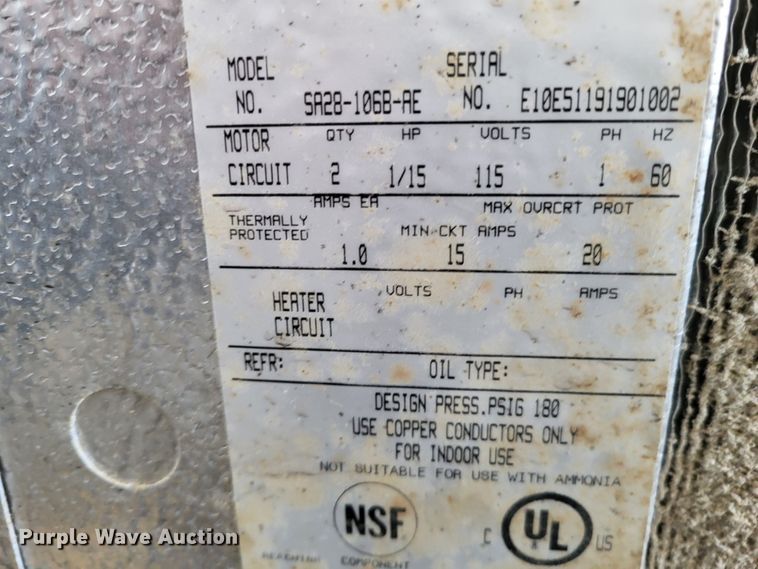 MODEL SERIAL
NO. SA28-106B-AE NO. E10E51191901002
MOTOR QTY HP VOLTS PH HZ
CIRCUIT 2 1/15 115 1 60
AMPS EA MAX OVRCRT PROT
THERMALLY MIN CKT AMPS
PROTECTED 1.0 15 20
VOLTS PH AMPS
HEATER
CIRCUIT
REFR: OIL TYPE:
DESIGN PRESS.PSIG 180
USE COPPER CONDUCTORS ONLY
FOR INDOOR USE
NOT SUITABLE FOR USE WITH AMMONIA
NSF
C UL US
COMPONENT
Purple Wave Auction